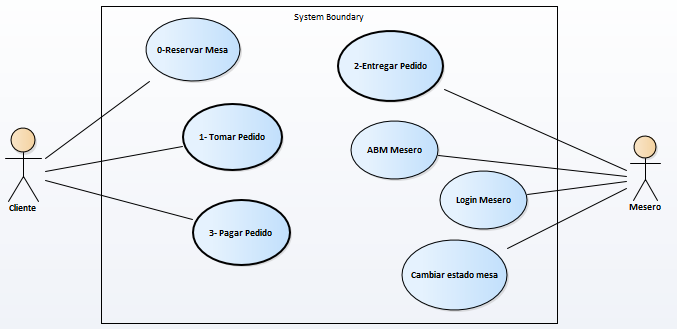 System Boundary
0-Reservar Mesa
2-Entregar Pedido
1- Tomar Pedido
ABM Mesero
Login Mesero
Cliente
Mesero
3- Pagar Pedido
Cambiar estado mesa